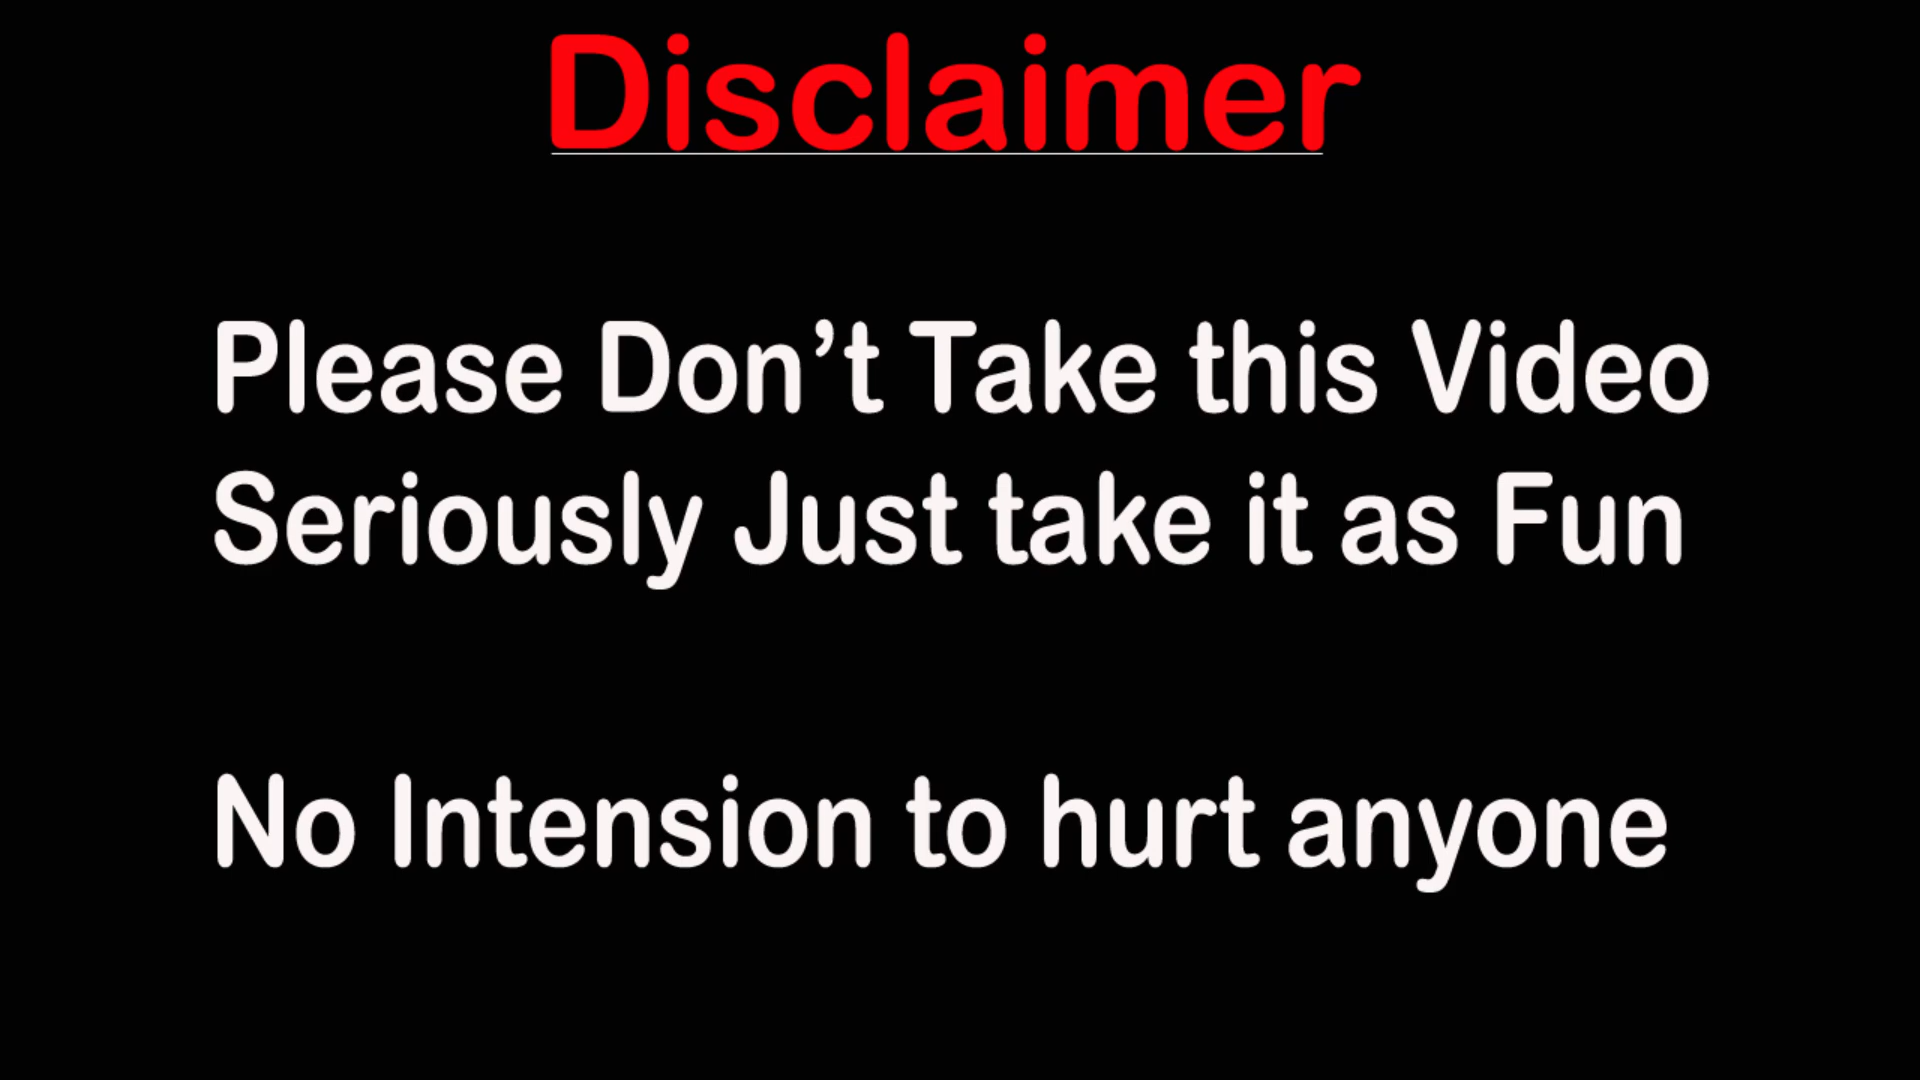 Disclaimer
Please Don’t Take this Video
Seriously Just take it as Fun
No Intension to hurt anyone